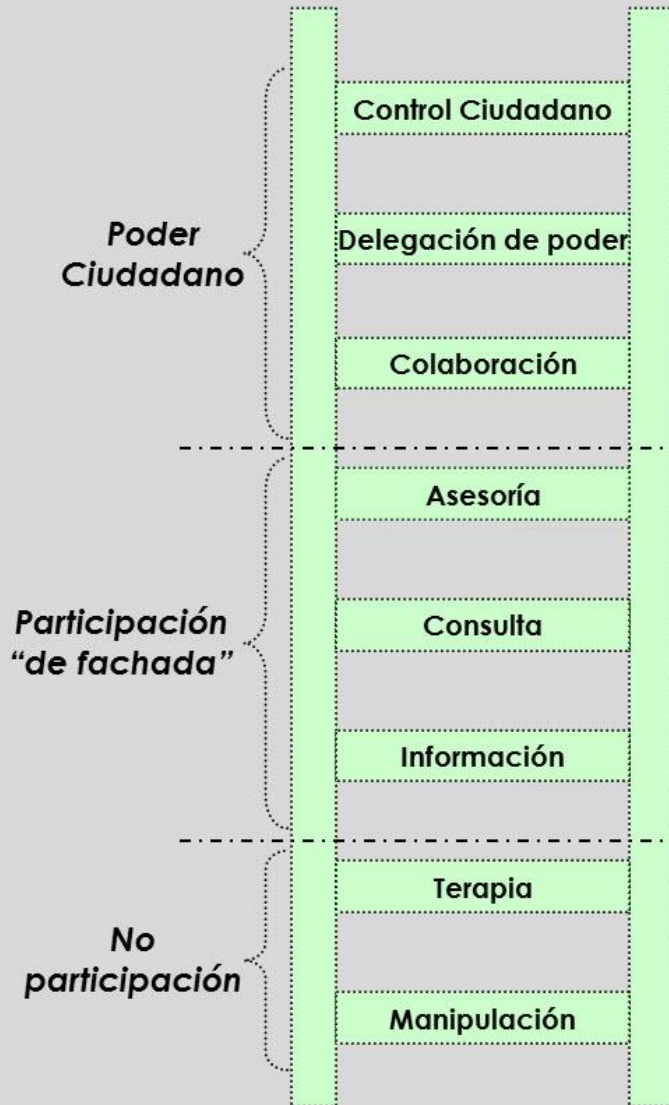 Control Ciudadano
Poder
Ciudadano
Delegación de poder
Colaboración
Asesoría
Participación
“de fachada”
Consulta
Información
Terapia
No
participación
Manipulación